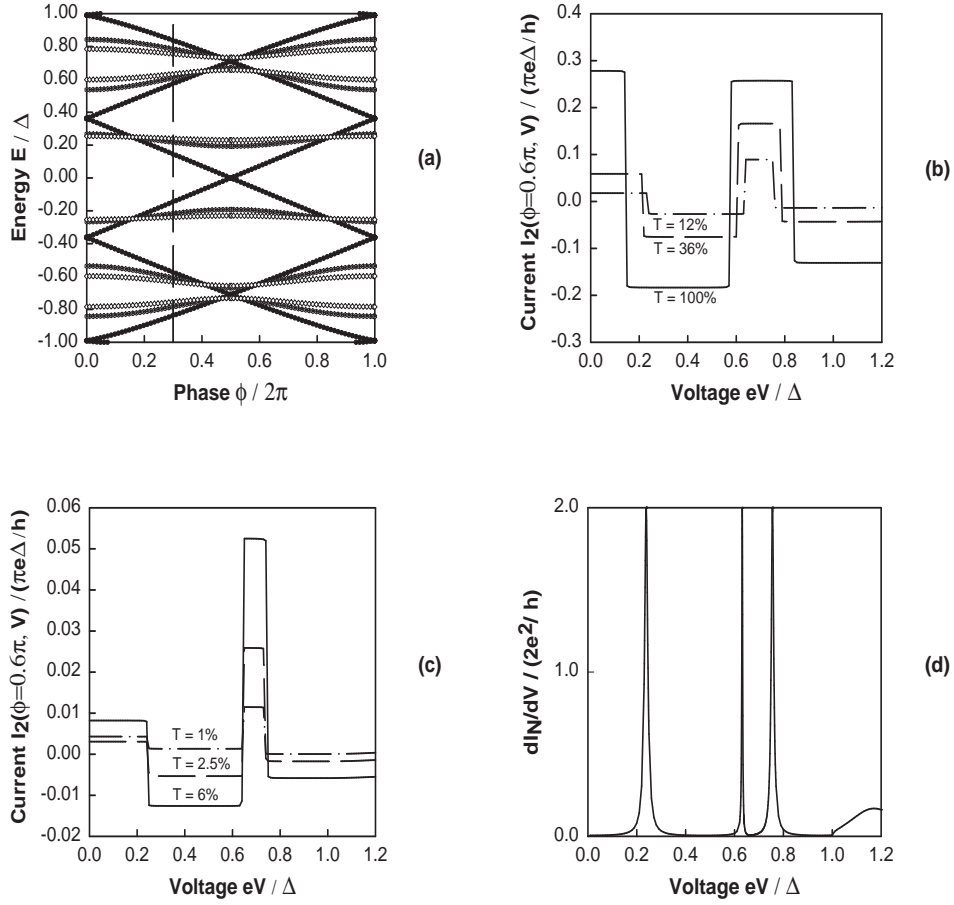 1.00
0.80
0.60
0.40
0.20
0.00
-0.20
-0.40
-0.60
-0.80
-1.00
Energy E / Δ
0.0 0.2 0.4 0.6 0.8 1.0
Phase ϕ / 2π
(a)
0.4
0.3
0.2
0.1
0.0
-0.1
-0.2
-0.3
Current I2(ϕ=0.6π, V) / (πeΔ/h)
T = 12%
T = 36%
T = 100%
0.0 0.2 0.4 0.6 0.8 1.0 1.2
Voltage eV / Δ
(b)
0.06
0.05
0.04
0.03
0.02
0.01
0.00
-0.01
-0.02
Current I2(ϕ=0.6π, V) / (πeΔ/h)
T = 1%
T = 2.5%
T = 6%
0.0 0.2 0.4 0.6 0.8 1.0 1.2
Voltage eV / Δ
(c)
2.0
1.0
0.0
dIN/dV / (2e2/ h)
0.0 0.2 0.4 0.6 0.8 1.0 1.2
Voltage eV / Δ
(d)